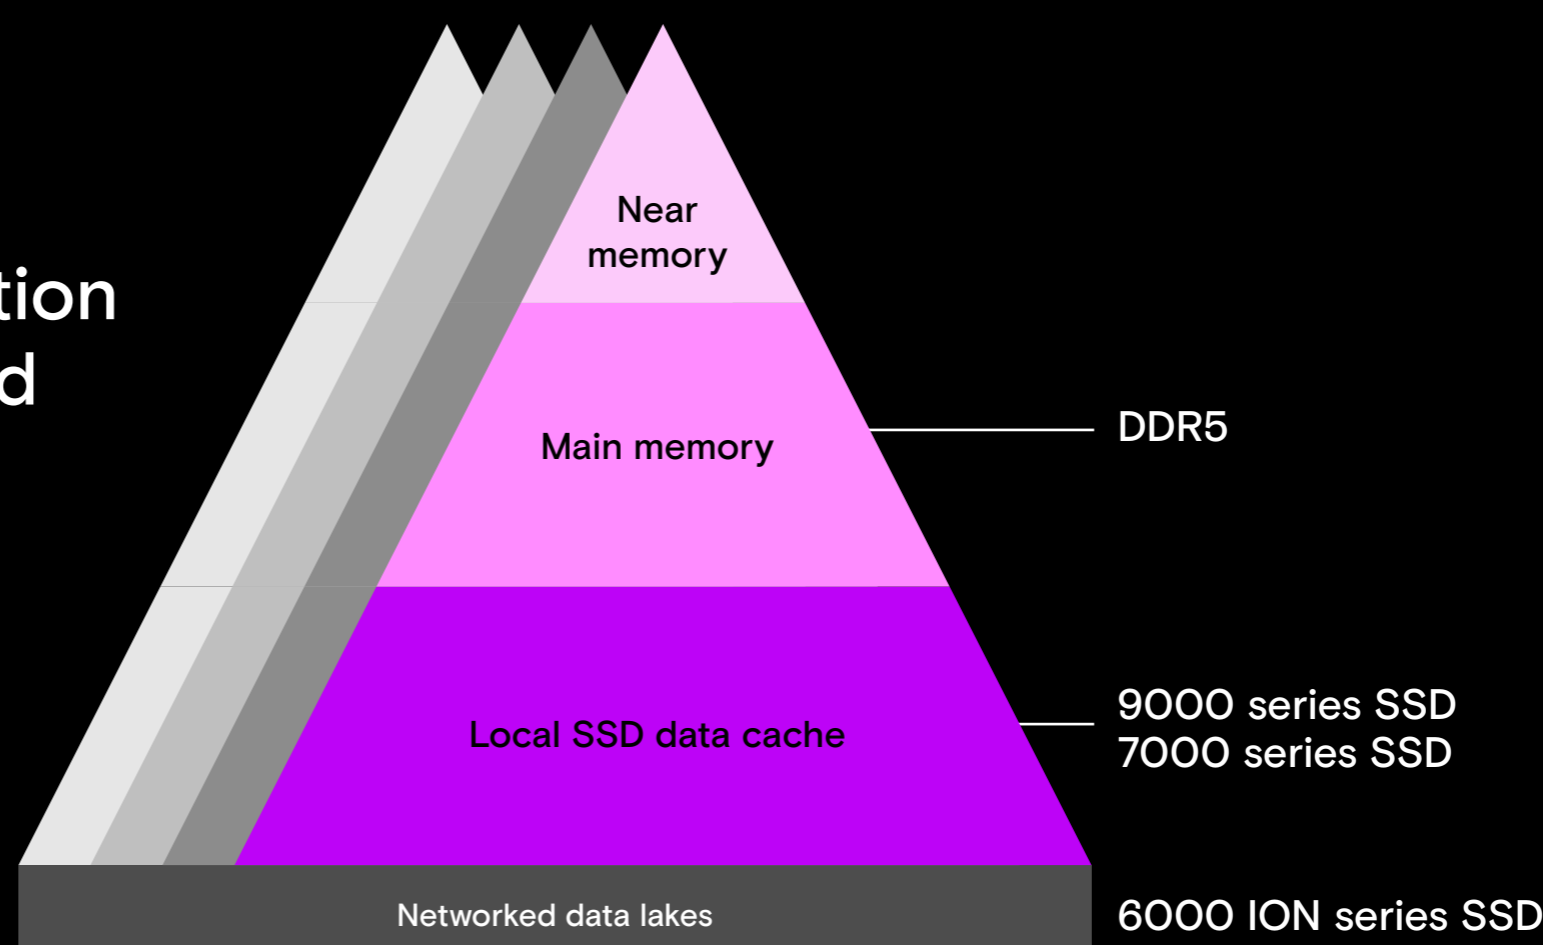 tion
d
Near
memory
Main memory
DDR5
Local SSD data cache
9000 series SSD
7000 series SSD
Networked data lakes
6000 ION series SSD